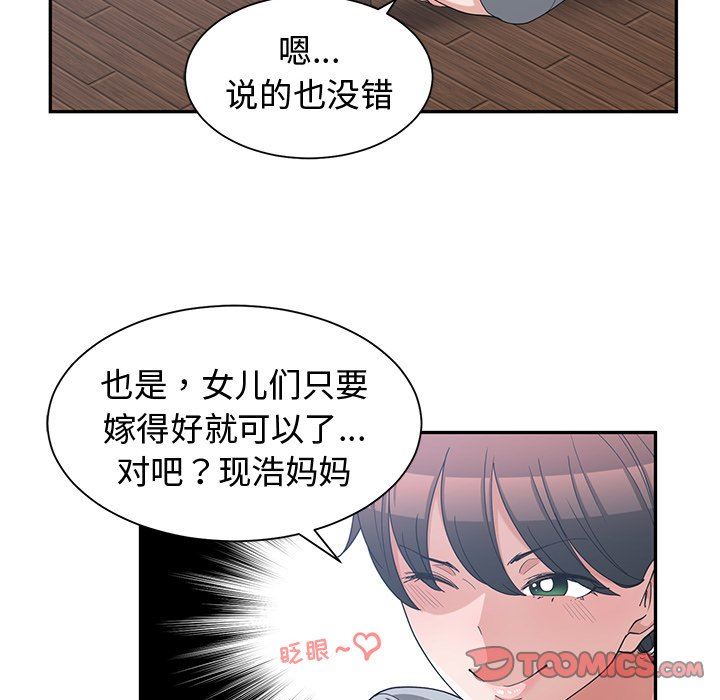 嗯...
说的也没错
也是，女儿们只要
嫁得好就可以了...
对吧？现浩妈妈
眨眼~♡
TOOMICS.COM